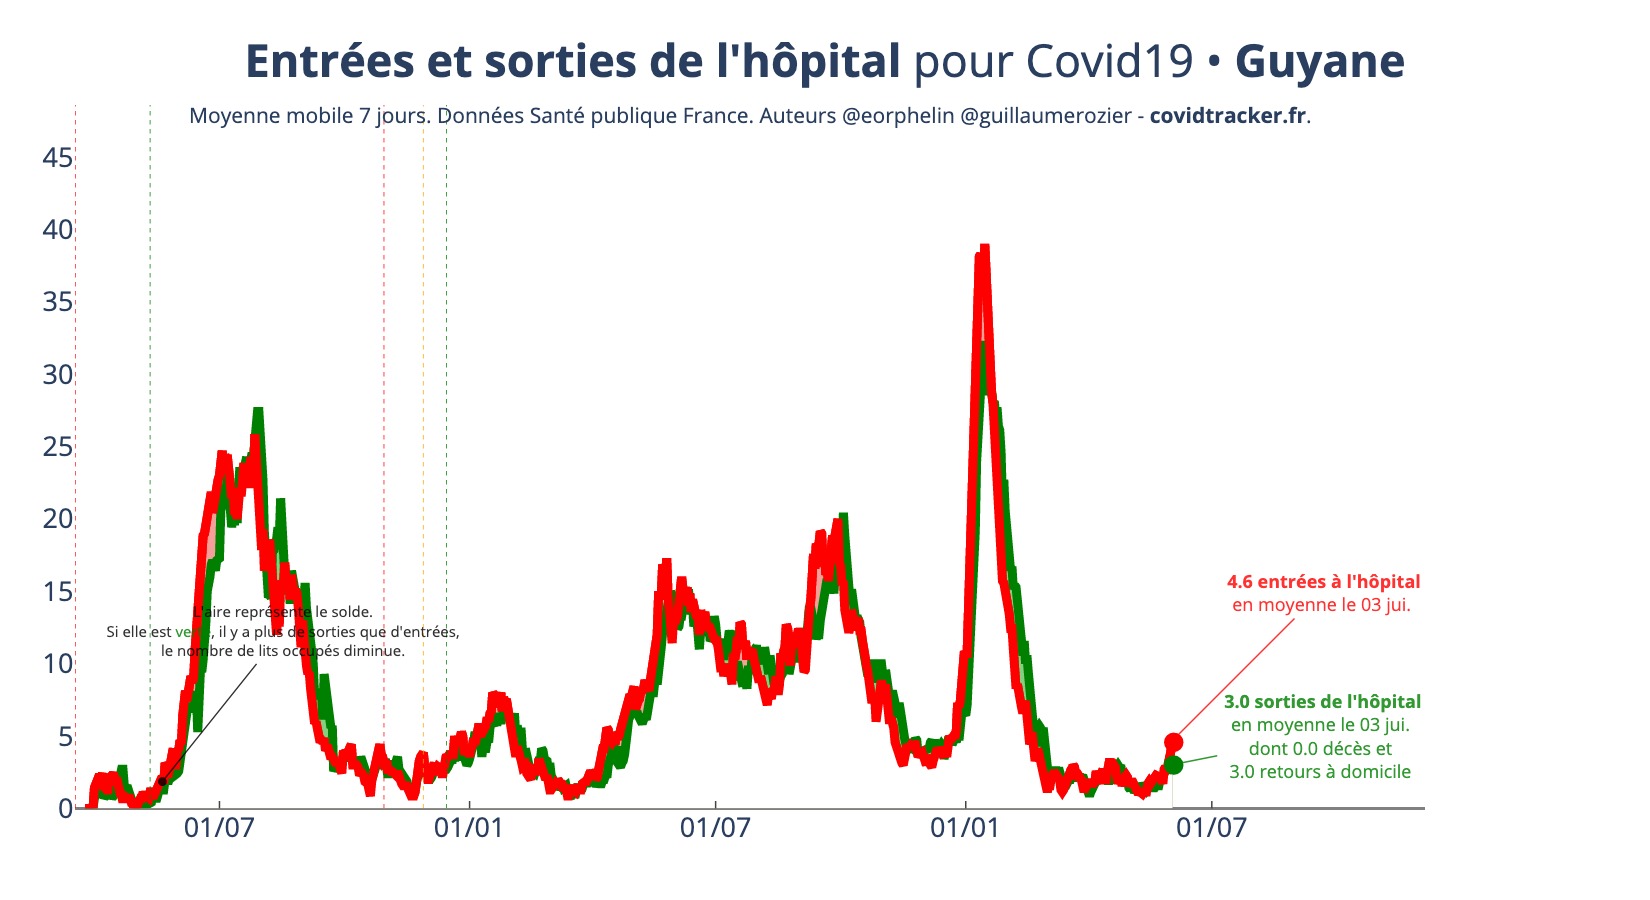 Entrées et sorties de l'hôpital pour Covid19 • Guyane
Moyenne mobile 7 jours. Données Santé publique France. Auteurs @eorphelin @guillaumerozier - covidtracker.fr.
45
40
35
30
25
20
15
10
5
0
L'aire représente le solde.
Si elle est verte, il y a plus de sorties que d'entrées,
le nombre de lits occupés diminue.
4.6 entrées à l'hôpital
en moyenne le 03 jui.
3.0 sorties de l'hôpital
en moyenne le 03 jui.
dont 0.0 décès et
3.0 retours à domicile
01/07
01/01
01/07
01/01
01/07